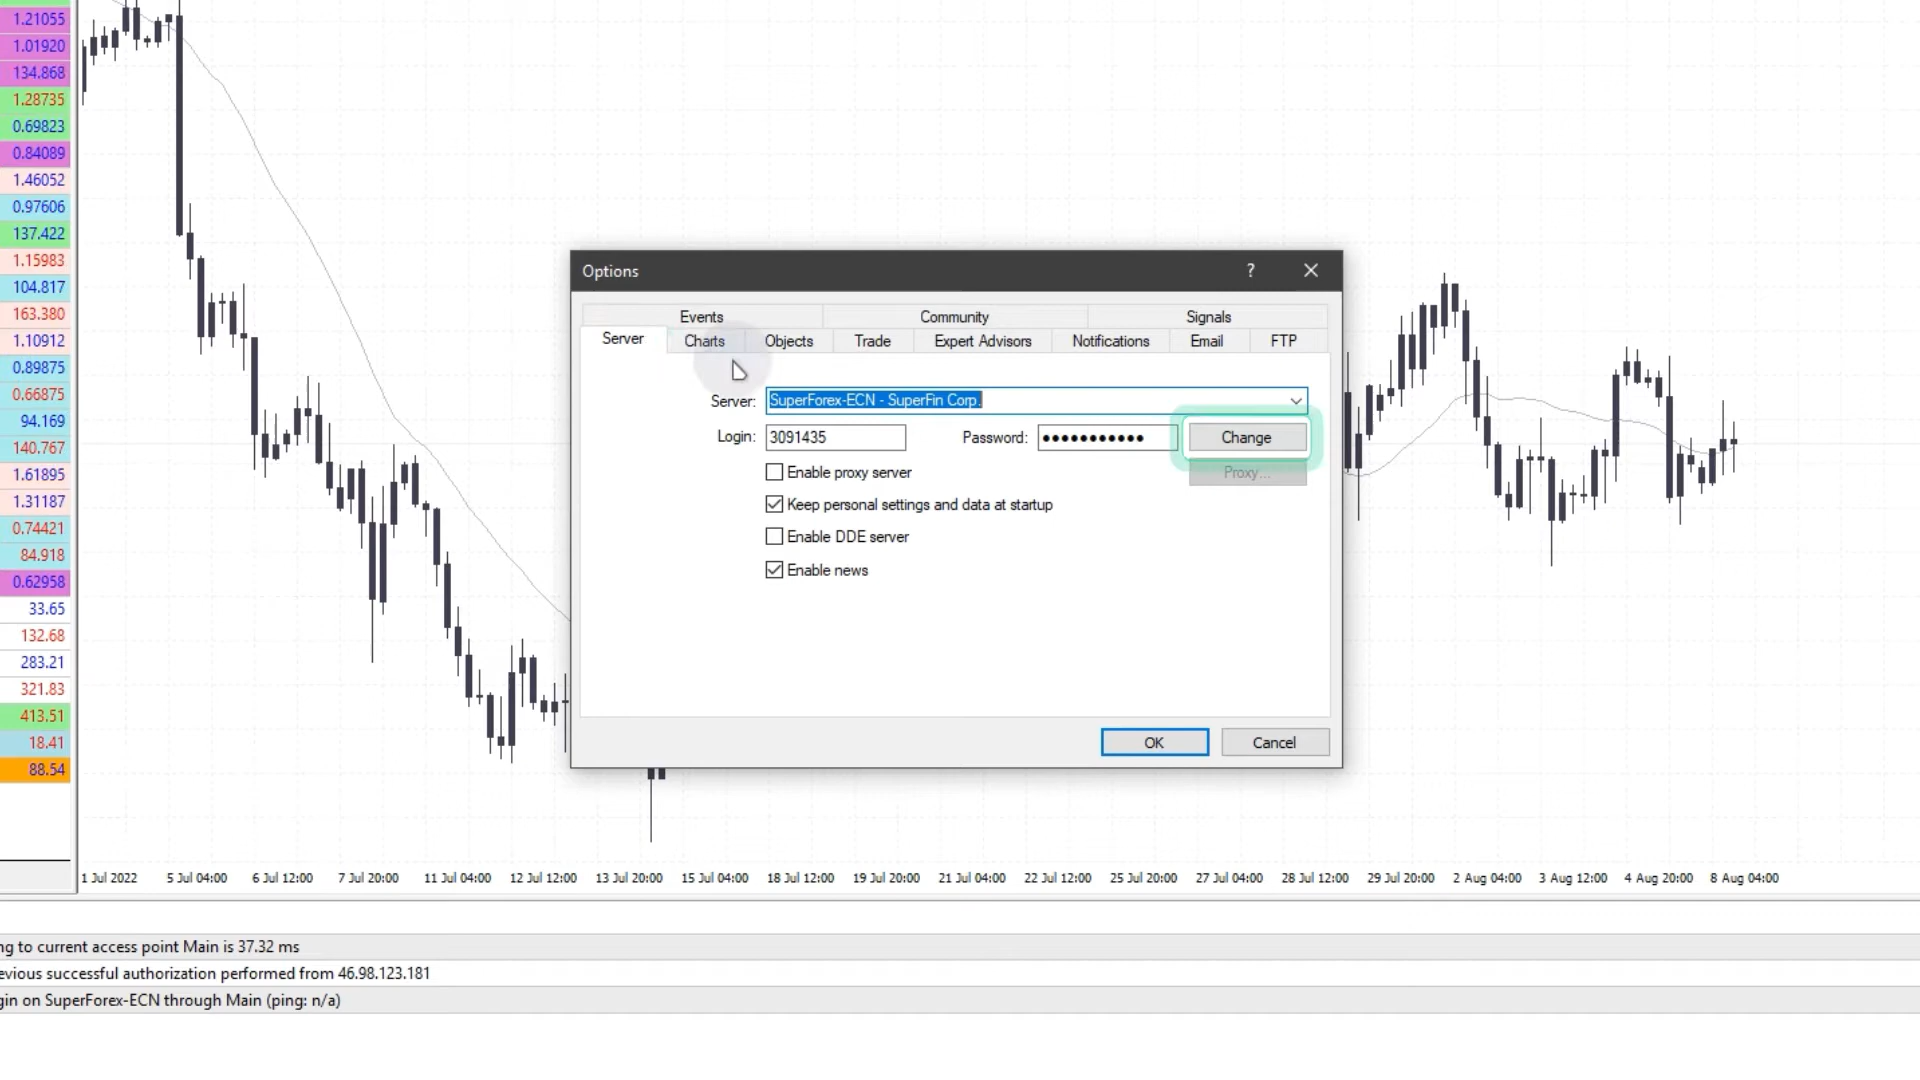 1.21055
1.01920
134.868
1.28735
0.69823
0.84089
1.46052
0.97606
137.422
1.15983
104.817
163.380
1.10912
0.89875
0.66875
94.169
140.767
1.61895
1.31187
0.74421
84.918
0.62958
33.65
132.68
283.21
321.83
413.51
18.41
88.54
Options ?
Events Community Signals
Server Charts Objects Trade Expert Advisors Notifications Email FTP
Server: SuperForex-ECN - SuperFin Corp.
Login: 3091435 Password: ●●●●●●●●●●● Change
Enable proxy server Proxy...
Keep personal settings and data at startup
Enable DDE server
Enable news
OK Cancel
1 Jul 2022 5 Jul 04:00 6 Jul 12:00 7 Jul 20:00 11 Jul 04:00 12 Jul 12:00 13 Jul 20:00 15 Jul 04:00 18 Jul 12:00 19 Jul 20:00 21 Jul 04:00 22 Jul 12:00 25 Jul 20:00 27 Jul 04:00 28 Jul 12:00 29 Jul 20:00 2 Aug 04:00 3 Aug 12:00 4 Aug 20:00 8 Aug 04:00
ng to current access point Main is 37.32 ms
evious successful authorization performed from 46.98.123.181
gin on SuperForex-ECN through Main (ping: n/a)